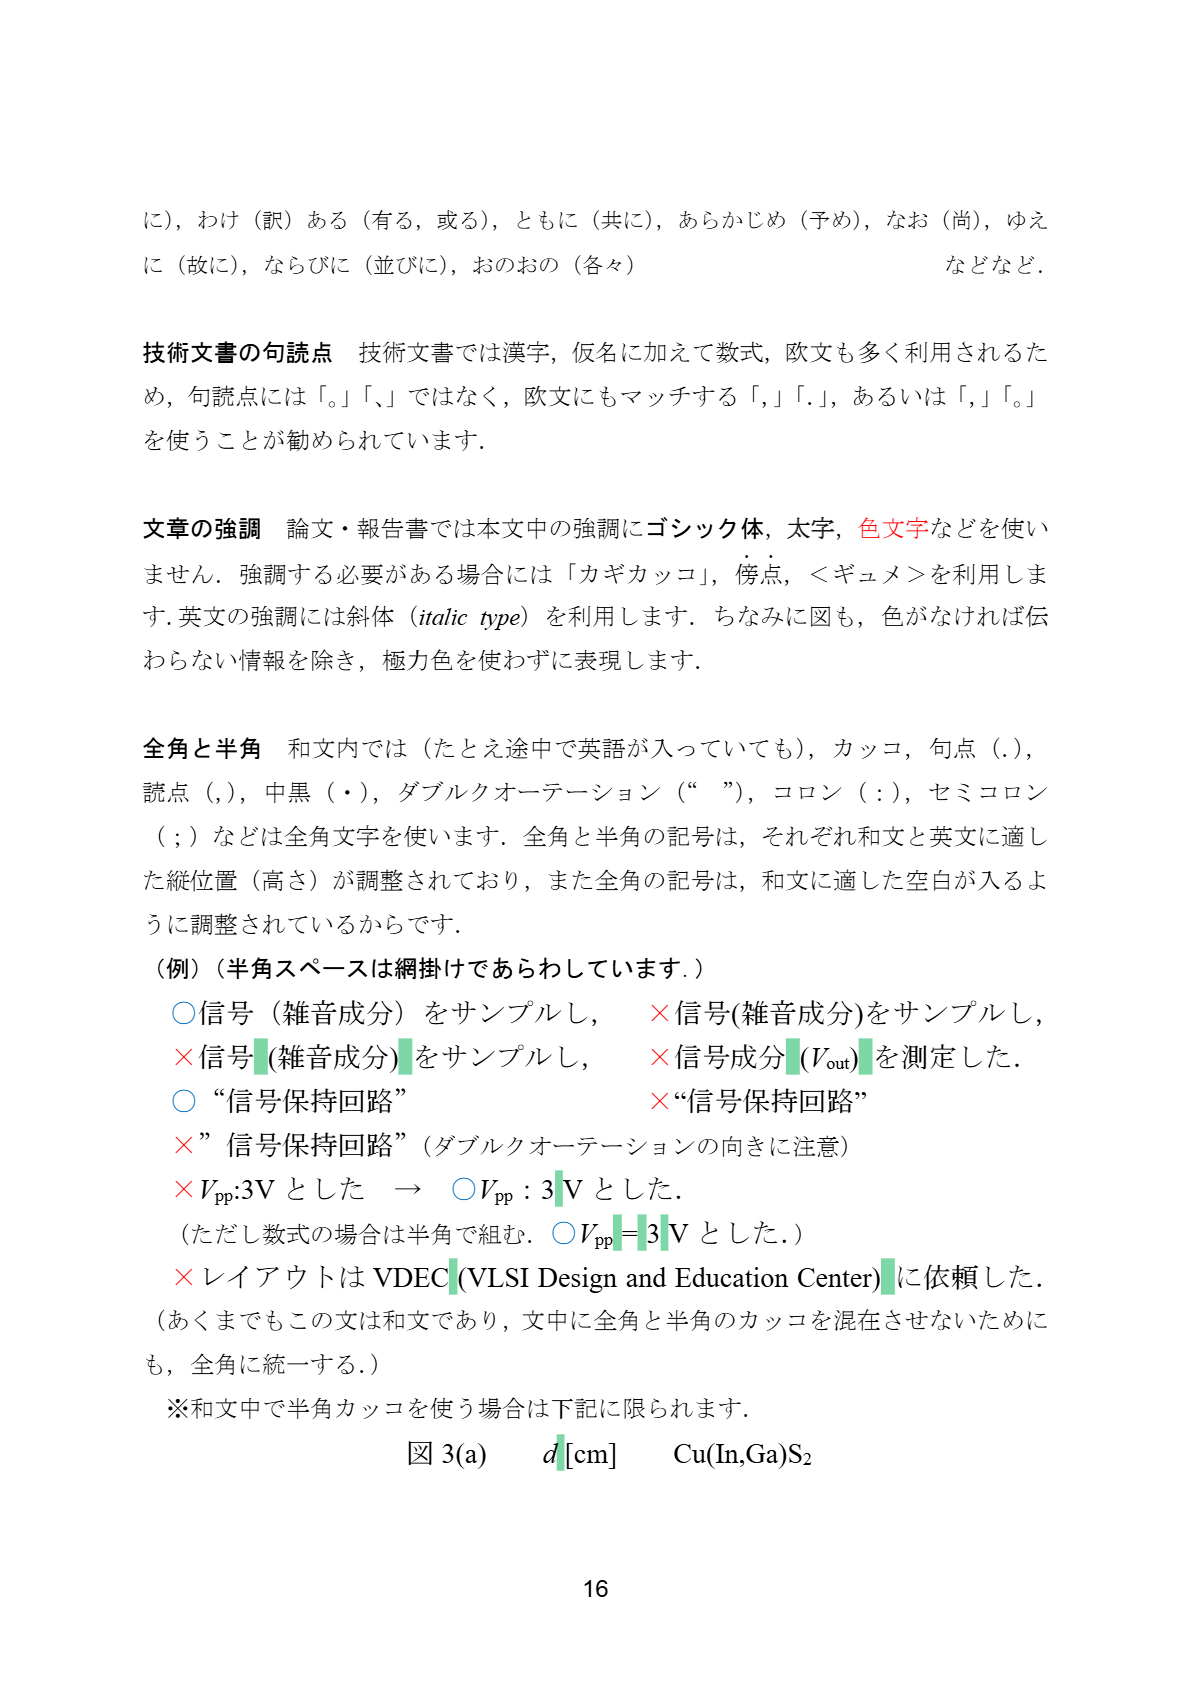 に），わけ（訳）ある（有る，或る），ともに（共に），あらかじめ（予め），なお（尚），ゆえ
に（故に），ならびに（並びに），おのおの（各々）　などなど．
技術文書の句読点　技術文書では漢字，仮名に加えて数式，欧文も多く利用されるた
め，句読点には「。」「、」ではなく，欧文にもマッチする「，」「．」，あるいは「，」「。」
を使うことが勧められています．
文章の強調　論文・報告書では本文中の強調にゴシック体，太字，色文字などを使い
ません．強調する必要がある場合には「カギカッコ」，傍点，＜ギュメ＞を利用しま
す．英文の強調には斜体（italic type）を利用します．ちなみに図も，色がなければ伝
わらない情報を除き，極力色を使わずに表現します．
全角と半角　和文内では（たとえ途中で英語が入っていても），カッコ，句点（．），
読点（，），中黒（・），ダブルクオーテーション（“　”），コロン（：），セミコロン
（；）などは全角文字を使います．全角と半角の記号は，それぞれ和文と英文に適し
た縦位置（高さ）が調整されており，また全角の記号は，和文に適した空白が入るよ
うに調整されているからです．
（例）（半角スペースは網掛けであらわしています．）
○信号（雑音成分）をサンプルし，　×信号(雑音成分)をサンプルし，
×信号 (雑音成分) をサンプルし，　×信号成分 (Vout) を測定した．
○“信号保持回路”　×“信号保持回路”
×”信号保持回路”（ダブルクオーテーションの向きに注意）
×Vpp:3V とした　→　○Vpp：3 V とした．
（ただし数式の場合は半角で組む．○Vpp = 3 V とした．）
×レイアウトは VDEC (VLSI Design and Education Center) に依頼した．
（あくまでもこの文は和文であり，文中に全角と半角のカッコを混在させないために
も，全角に統一する．）
※和文中で半角カッコを使う場合は下記に限られます．
図 3(a)　d [cm]　Cu(In,Ga)S2
16